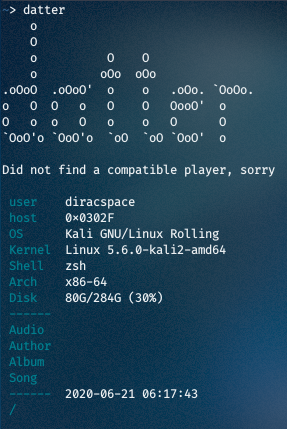 ~> datter
     o
     O
     o            O    O
     o           oOo  oOo
.oOoO  .oOoO'  o    o   .oOo. `OoOo.
o   O  O   o   O    O   OooO'  o
O   o  o   O   o    o   O      O
`OoO'o `OoO'o  `oO  `oO `OoO'  o
Did not find a compatible player, sorry
user diracspace
host 0x0302F
OS Kali GNU/Linux Rolling
Kernel Linux 5.6.0-kali2-amd64
Shell zsh
Arch x86-64
Disk 80G/284G (30%)
------
Audio
Author
Album
Song
------ 2020-06-21 06:17:43
/